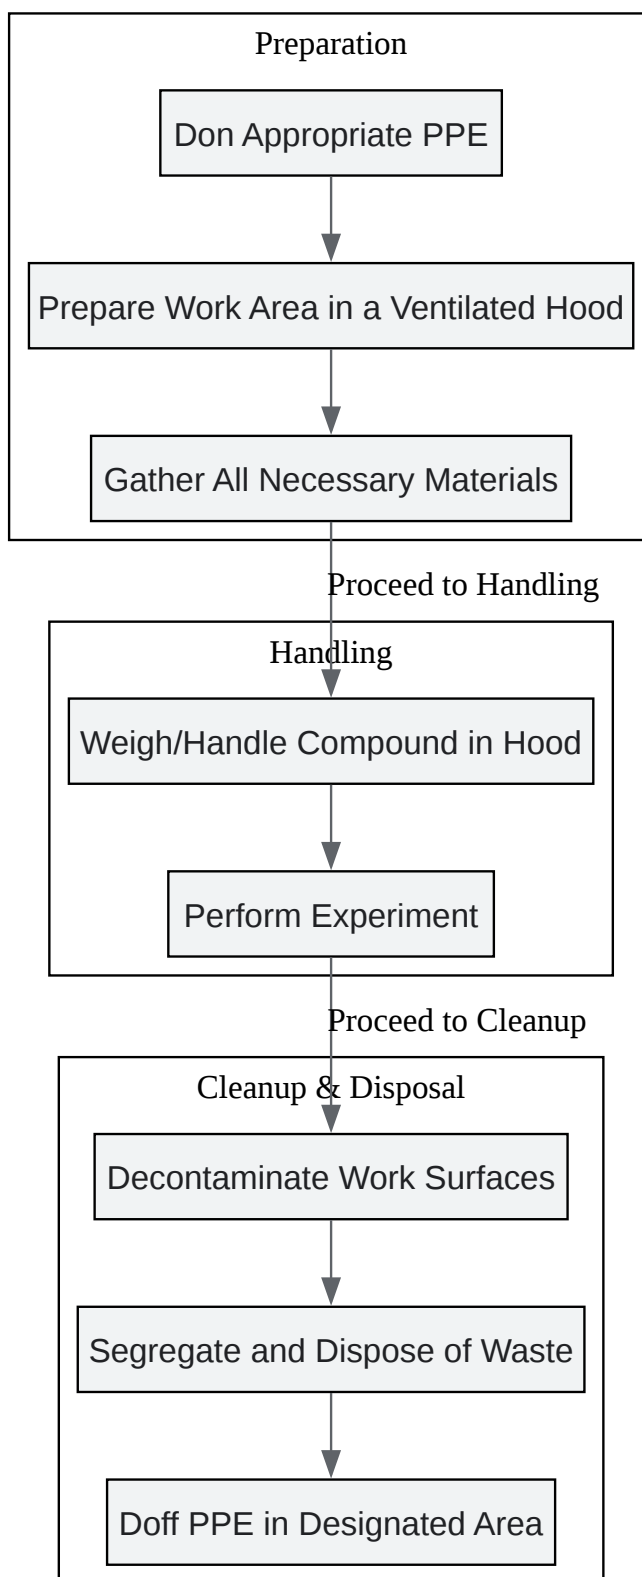 Preparation
Don Appropriate PPE
Prepare Work Area in a Ventilated Hood
Gather All Necessary Materials
Proceed to Handling
Handling
Weigh/Handle Compound in Hood
Perform Experiment
Proceed to Cleanup
Cleanup & Disposal
Decontaminate Work Surfaces
Segregate and Dispose of Waste
Doff PPE in Designated Area